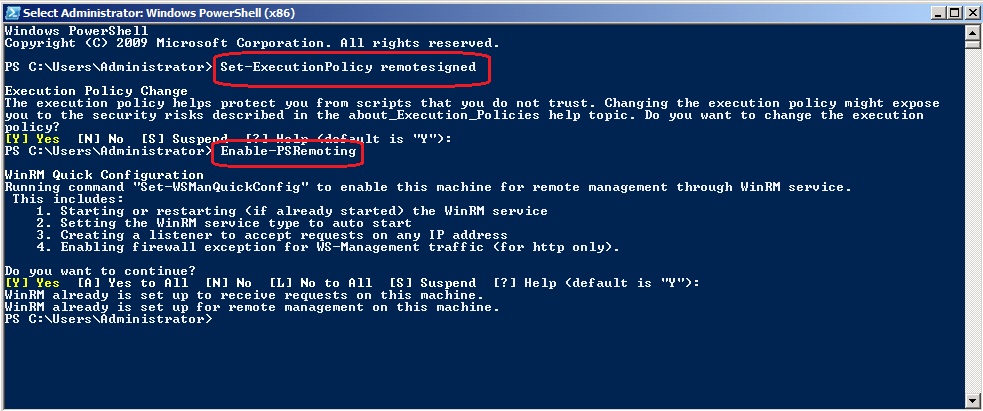 Select Administrator: Windows PowerShell (x86)
Windows PowerShell
Copyright (C) 2009 Microsoft Corporation. All rights reserved.
PS C:\Users\Administrator> Set-ExecutionPolicy remotesigned
Execution Policy Change
The execution policy helps protect you from scripts that you do not trust. Changing the execution policy might expose
you to the security risks described in the about_Execution_Policies help topic. Do you want to change the execution
policy?
[Y] Yes  [N] No  [S] Suspend  [?] Help (default is "Y"):
PS C:\Users\Administrator> Enable-PSRemoting
WinRM Quick Configuration
Running command "Set-WSManQuickConfig" to enable this machine for remote management through WinRM service.
This includes:
1. Starting or restarting (if already started) the WinRM service
2. Setting the WinRM service type to auto start
3. Creating a listener to accept requests on any IP address
4. Enabling firewall exception for WS-Management traffic (for http only).
Do you want to continue?
[Y] Yes  [A] Yes to All  [N] No  [L] No to All  [S] Suspend  [?] Help (default is "Y"):
WinRM already is set up to receive requests on this machine.
WinRM already is set up for remote management on this machine.
PS C:\Users\Administrator>